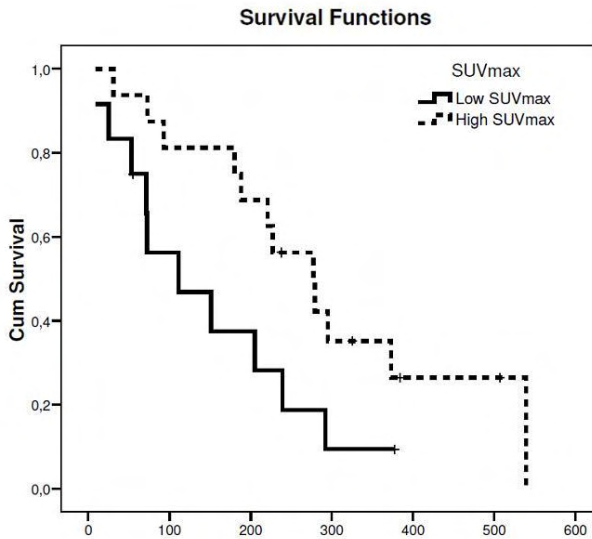 Survival Functions
SUVmax
Low SUVmax
High SUVmax
Cum Survival
1,0
0,8
0,6
0,4
0,2
0,0
0 100 200 300 400 500 600